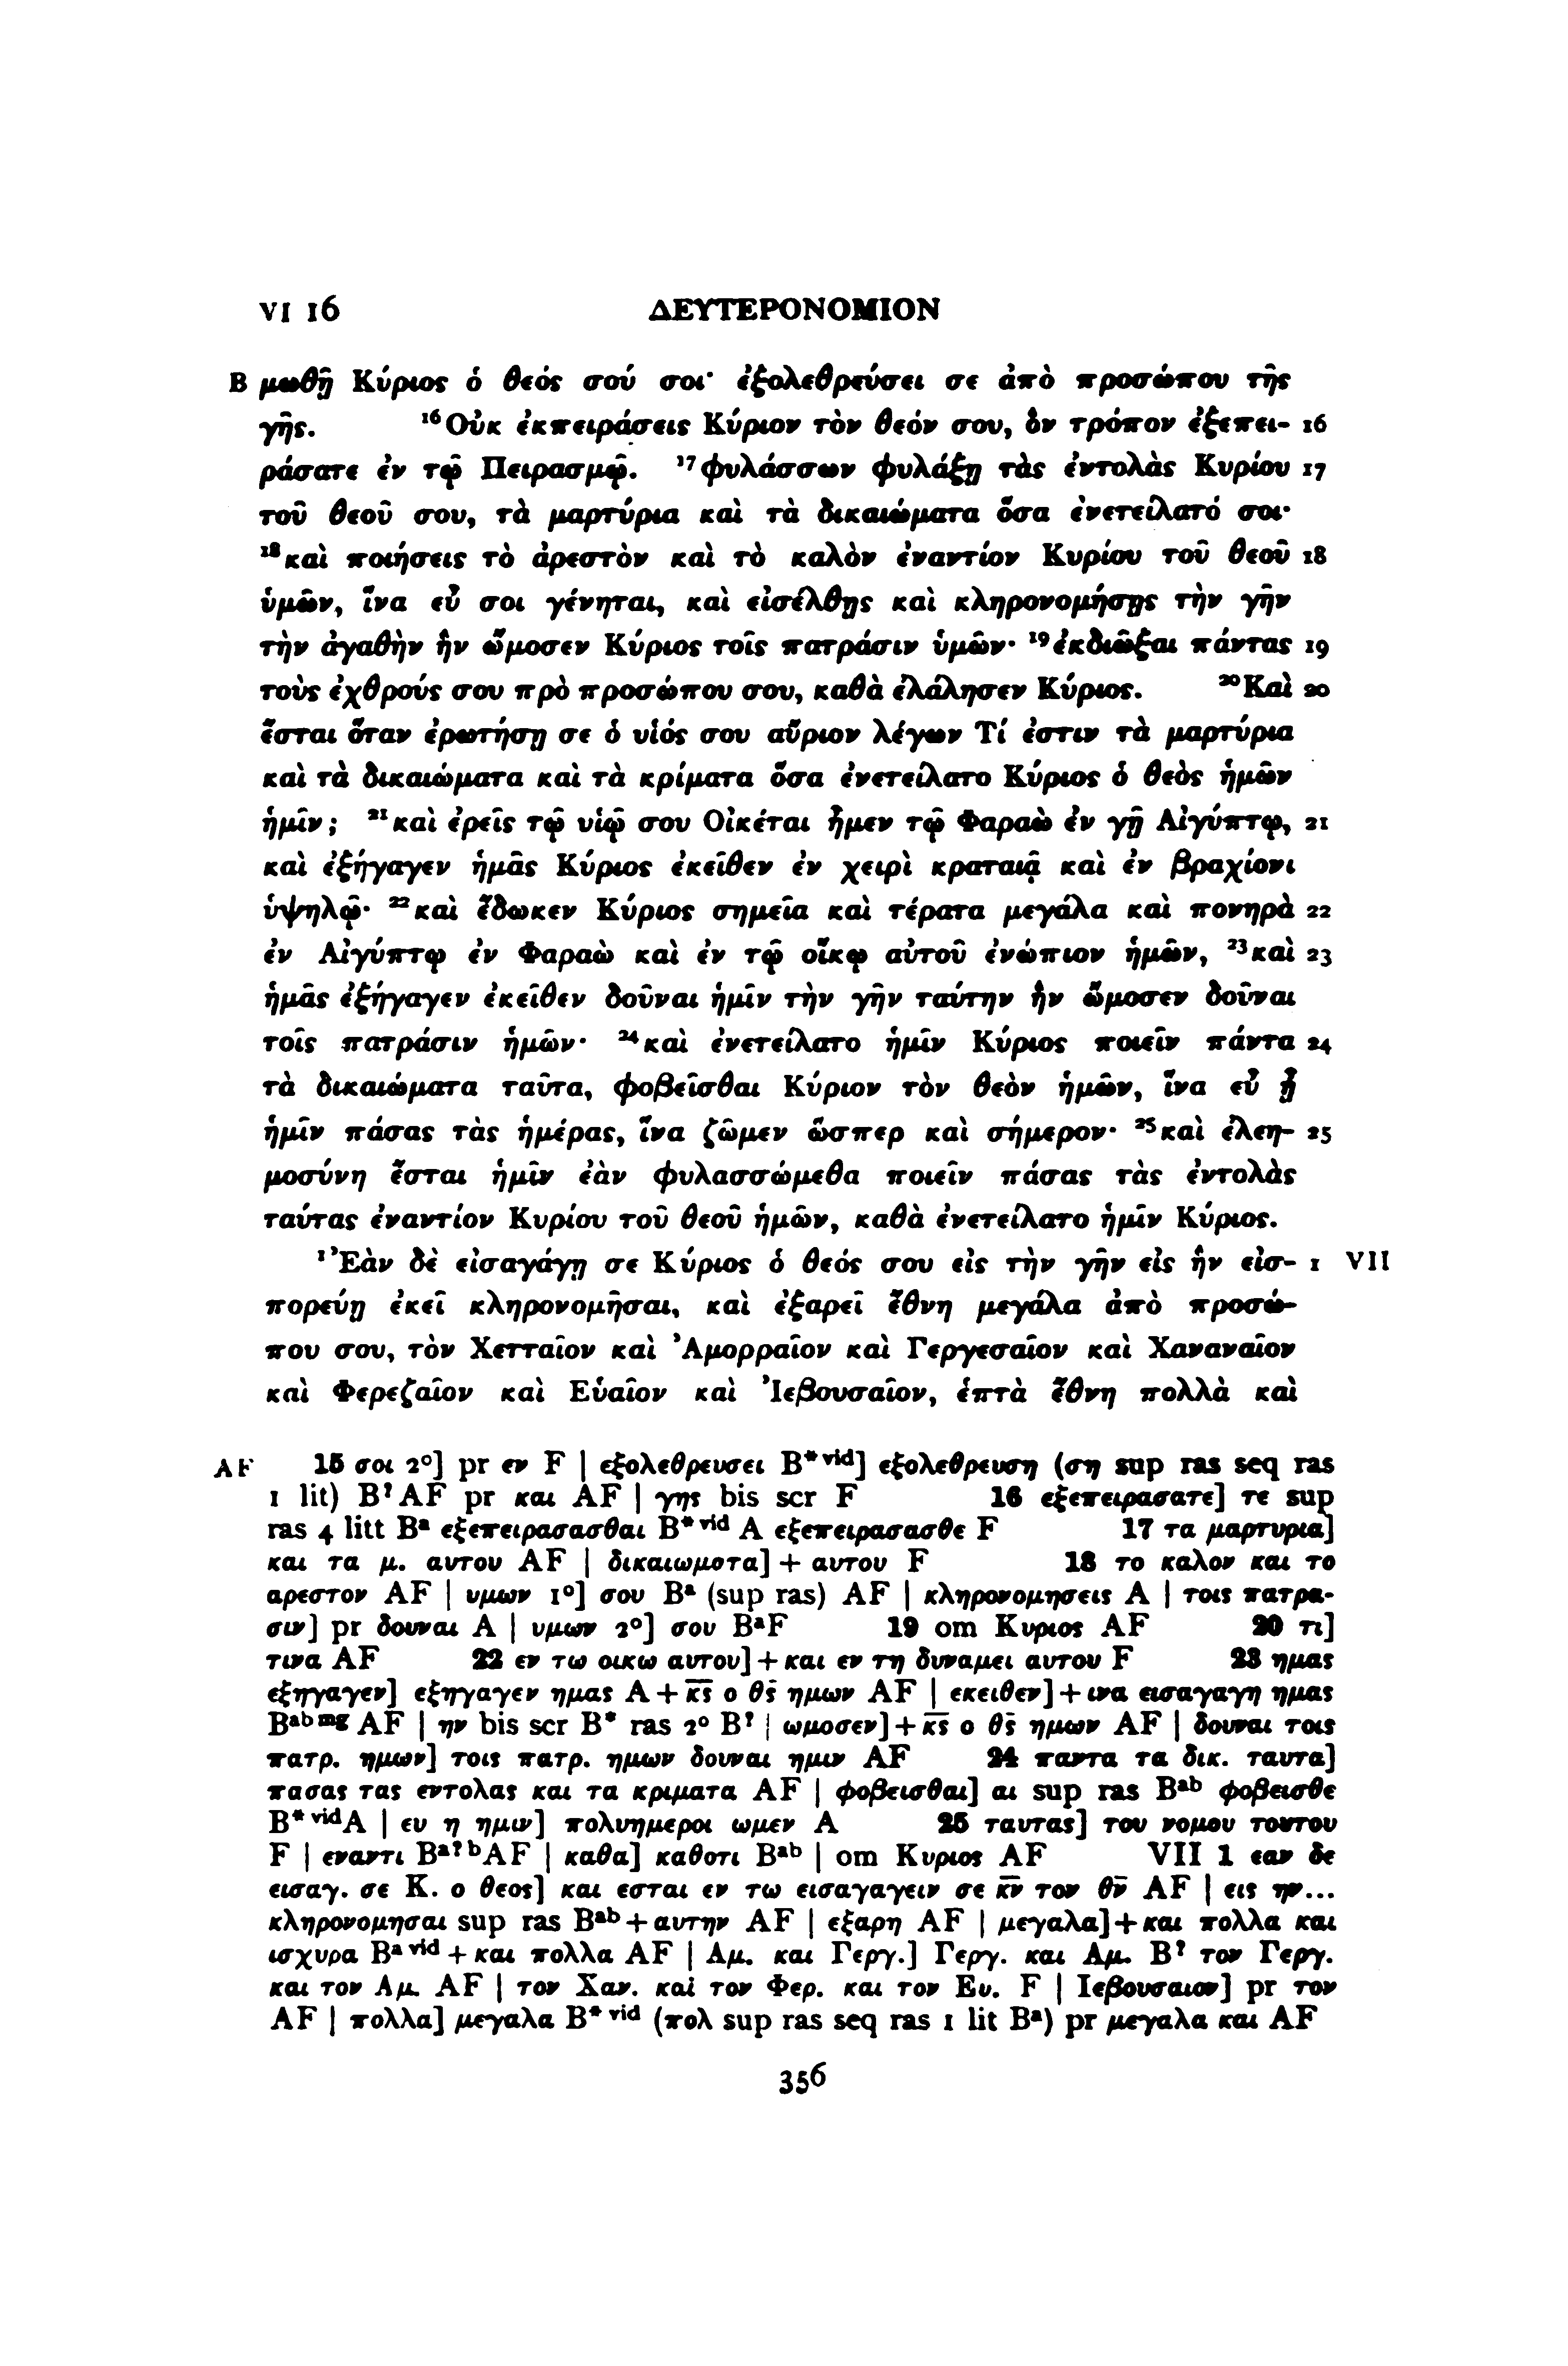 VI 16 ΔΕΥΤΕΡΟΝΟΜΙΟΝ
B μωθῇ Κύριος ὁ θεός σού σοι· ἐξολεθρεύσει σε ἀπὸ προσώπου τῆς
γῆς. ¹⁶Οὐκ ἐκπειράσεις Κύριον τὸν θεόν σου, ὃν τρόπον ἐξεπει- 16
ράσατε ἐν τῷ Πειρασμῷ. ¹⁷φυλάσσων φυλάξῃ τὰς ἐντολὰς Κυρίου 17
τοῦ θεοῦ σου, τὰ μαρτύρια καὶ τὰ δικαιώματα ὅσα ἐνετείλατό σοι·
¹⁸καὶ ποιήσεις τὸ ἀρεστὸν καὶ τὸ καλὸν ἐναντίον Κυρίου τοῦ θεοῦ 18
ὑμῶν, ἵνα εὖ σοι γένηται, καὶ εἰσέλθῃς καὶ κληρονομήσῃς τὴν γῆν
τὴν ἀγαθὴν ἣν ὤμοσεν Κύριος τοῖς πατράσιν ὑμῶν· ¹⁹ἐκδιῶξαι πάντας 19
τοὺς ἐχθρούς σου πρὸ προσώπου σου, καθὰ ἐλάλησεν Κύριος. ²⁰Καὶ 20
ἔσται ὅταν ἐρωτήσῃ σε ὁ υἱός σου αὔριον λέγων Τί ἐστιν τὰ μαρτύρια
καὶ τὰ δικαιώματα καὶ τὰ κρίματα ὅσα ἐνετείλατο Κύριος ὁ θεὸς ἡμῶν
ἡμῖν; ²¹καὶ ἐρεῖς τῷ υἱῷ σου Οἰκέται ἦμεν τῷ Φαραὼ ἐν γῇ Αἰγύπτῳ, 21
καὶ ἐξήγαγεν ἡμᾶς Κύριος ἐκεῖθεν ἐν χειρὶ κραταιᾷ καὶ ἐν βραχίονι
ὑψηλῷ· ²²καὶ ἔδωκεν Κύριος σημεῖα καὶ τέρατα μεγάλα καὶ πονηρὰ 22
ἐν Αἰγύπτῳ ἐν Φαραὼ καὶ ἐν τῷ οἴκῳ αὐτοῦ ἐνώπιον ἡμῶν, ²³καὶ 23
ἡμᾶς ἐξήγαγεν ἐκεῖθεν δοῦναι ἡμῖν τὴν γῆν ταύτην ἣν ὤμοσεν δοῦναι
τοῖς πατράσιν ἡμῶν· ²⁴καὶ ἐνετείλατο ἡμῖν Κύριος ποιεῖν πάντα 24
τὰ δικαιώματα ταῦτα, φοβεῖσθαι Κύριον τὸν θεὸν ἡμῶν, ἵνα εὖ ᾖ
ἡμῖν πάσας τὰς ἡμέρας, ἵνα ζῶμεν ὥσπερ καὶ σήμερον· ²⁵καὶ ἐλεη- 25
μοσύνη ἔσται ἡμῖν ἐὰν φυλασσώμεθα ποιεῖν πάσας τὰς ἐντολὰς
ταύτας ἐναντίον Κυρίου τοῦ θεοῦ ἡμῶν, καθὰ ἐνετείλατο ἡμῖν Κύριος.
¹Ἐὰν δὲ εἰσαγάγῃ σε Κύριος ὁ θεός σου εἰς τὴν γῆν εἰς ἣν εἰσ- 1 VII
πορεύῃ ἐκεῖ κληρονομῆσαι, καὶ ἐξαρεῖ ἔθνη μεγάλα ἀπὸ προσώ-
που σου, τὸν Χετταῖον καὶ Ἀμορραῖον καὶ Γεργεσαῖον καὶ Χαναναῖον
καὶ Φερεζαῖον καὶ Εὑαῖον καὶ Ἰεβουσαῖον, ἑπτὰ ἔθνη πολλὰ καὶ
AF 15 σοι 2°] pr εν F | εξολεθρευσει B*ᵛⁱᵈ] εξολεθρευση (ση sup ras seq ras
1 lit) B?AF pr και AF | γης bis scr F 16 εξεπειρασατε] τε sup
ras 4 litt Bᵃ εξεπειρασασθαι B*ᵛⁱᵈ A εξεπειρασασθε F 17 τα μαρτυρια]
και τα μ. αυτου AF | δικαιωματα] + αυτου F 18 το καλον και το
αρεστον AF | υμων 1°] σου Bᵃ (sup ras) AF | κληρονομησεις A | τοις πατρα-
σιν] pr δουναι A | υμων 2°] σου BᵃF 19 om Κυριος AF 20 τι]
τινα AF 22 εν τω οικω αυτου] + και εν τη δυναμει αυτου F 23 ημας
εξηγαγεν] εξηγαγεν ημας A + κ̅ς̅ ο θ̅ς̅ ημων AF | εκειθεν] + ινα εισαγαγη ημας
Bᵃᵇᵐᵍ AF | ην bis scr B* ras 2° B? | ωμοσεν] + κ̅ς̅ ο θ̅ς̅ ημων AF | δουναι τοις
πατρ. ημων] τοις πατρ. ημων δουναι ημιν AF 24 παντα τα δικ. ταυτα]
πασας τας εντολας και τα κριματα AF | φοβεισθαι] αι sup ras Bᵃᵇ φοβεισθε
B*ᵛⁱᵈA | ευ η ημιν] πολυημεροι ωμεν A 25 ταυτας] του νομου τουτου
F | εναντι Bᵃ?ᵇAF | καθα] καθοτι Bᵃᵇ | om Κυριος AF VII 1 εαν δε
εισαγ. σε Κ. ο θεος] και εσται εν τω εισαγαγειν σε κ̅ν̅ τον θ̅ν̅ AF | εις ην...
κληρονομησαι sup ras Bᵃᵇ + αυτην AF | εξαρη AF | μεγαλα] + και πολλα και
ισχυρα Bᵃᵛⁱᵈ + και πολλα AF | Αμ. και Γεργ.] Γεργ. και Αμ. B? τον Γεργ.
και τον Αμ. AF | τον Χαν. και τον Φερ. και τον Ευ. F | Ιεβουσαιον] pr τον
AF | πολλα] μεγαλα B*ᵛⁱᵈ (πολ sup ras seq ras 1 lit Bᵃ) pr μεγαλα και AF
356